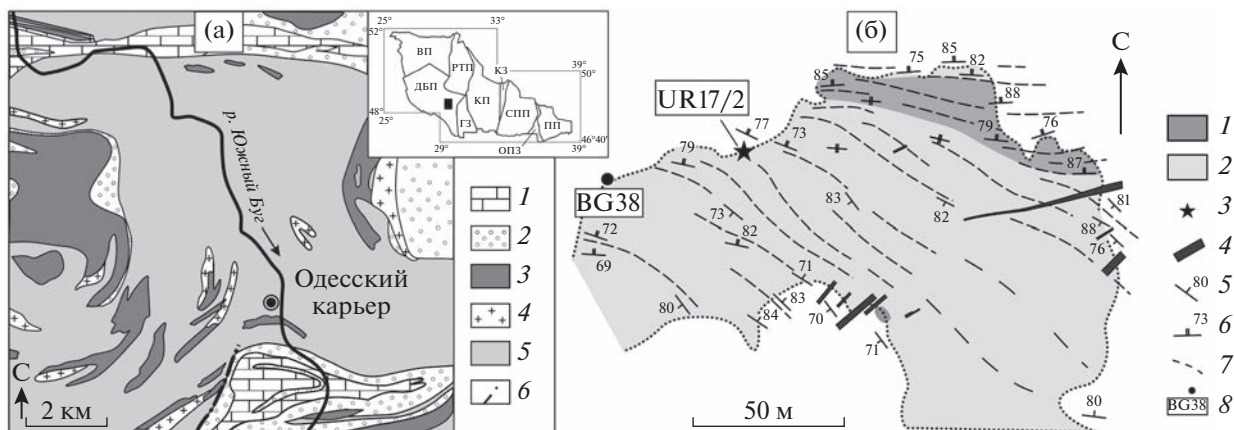 (а)
25°
33°
52°
ВП
РТП
КЗ
39°
50°
ДБП
48°
25°
КП
СПП
ГЗ
ПП
29°
ОПЗ
46°40′
39°
р. Южный Буг
Одесский
карьер
С
2 км
1
2
3
4
5
6
(б)
С
UR17/2
BG38
85
75
85
82
88
77
73
79
76
79
87
83
82
81
88
76
72
73
82
69
71
80
83
84
70
71
80
50 м
1
2
3
4
80
5
73
6
7
BG38
8